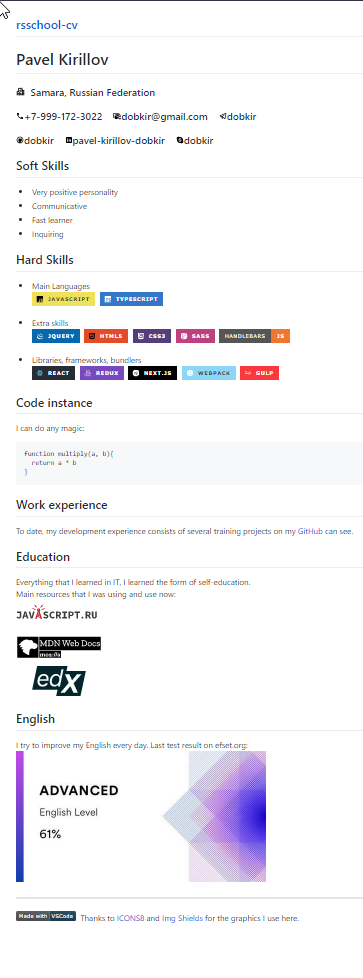 rsschool-cv
Pavel Kirillov
Samara, Russian Federation
+7-999-172-3022 dobkir@gmail.com dobkir
dobkir pavel-kirillov-dobkir dobkir
Soft Skills
Very positive personality
Communicative
Fast learner
Inquiring
Hard Skills
Main Languages
JAVASCRIPT TYPESCRIPT
Extra skills
JQUERY HTML5 CSS3 SASS HANDLEBARS JS
Libraries, frameworks, bundlers
REACT REDUX NEXT.JS WEBPACK GULP
Code instance
I can do any magic:
function multiply(a, b){
return a * b
}
Work experience
To date, my development experience consists of several training projects on my GitHub can see.
Education
Everything that I learned in IT, I learned the form of self-education.
Main resources that I was using and use now:
JAVASCRIPT.RU
MDN Web Docs
moz://a
edX
English
I try to improve my English every day. Last test result on efset.org:
ADVANCED
English Level
61%
Made with VSCode Thanks to ICONS8 and Img Shields for the graphics I use here.